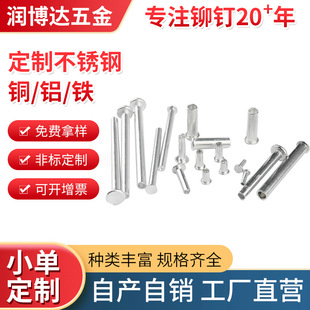 润博达五金
专注铆钉20+年
定制不锈钢
铜/铝/铁
免费拿样
非标定制
可开增票
小单
定制
种类丰富 规格齐全
自产自销 工厂直营